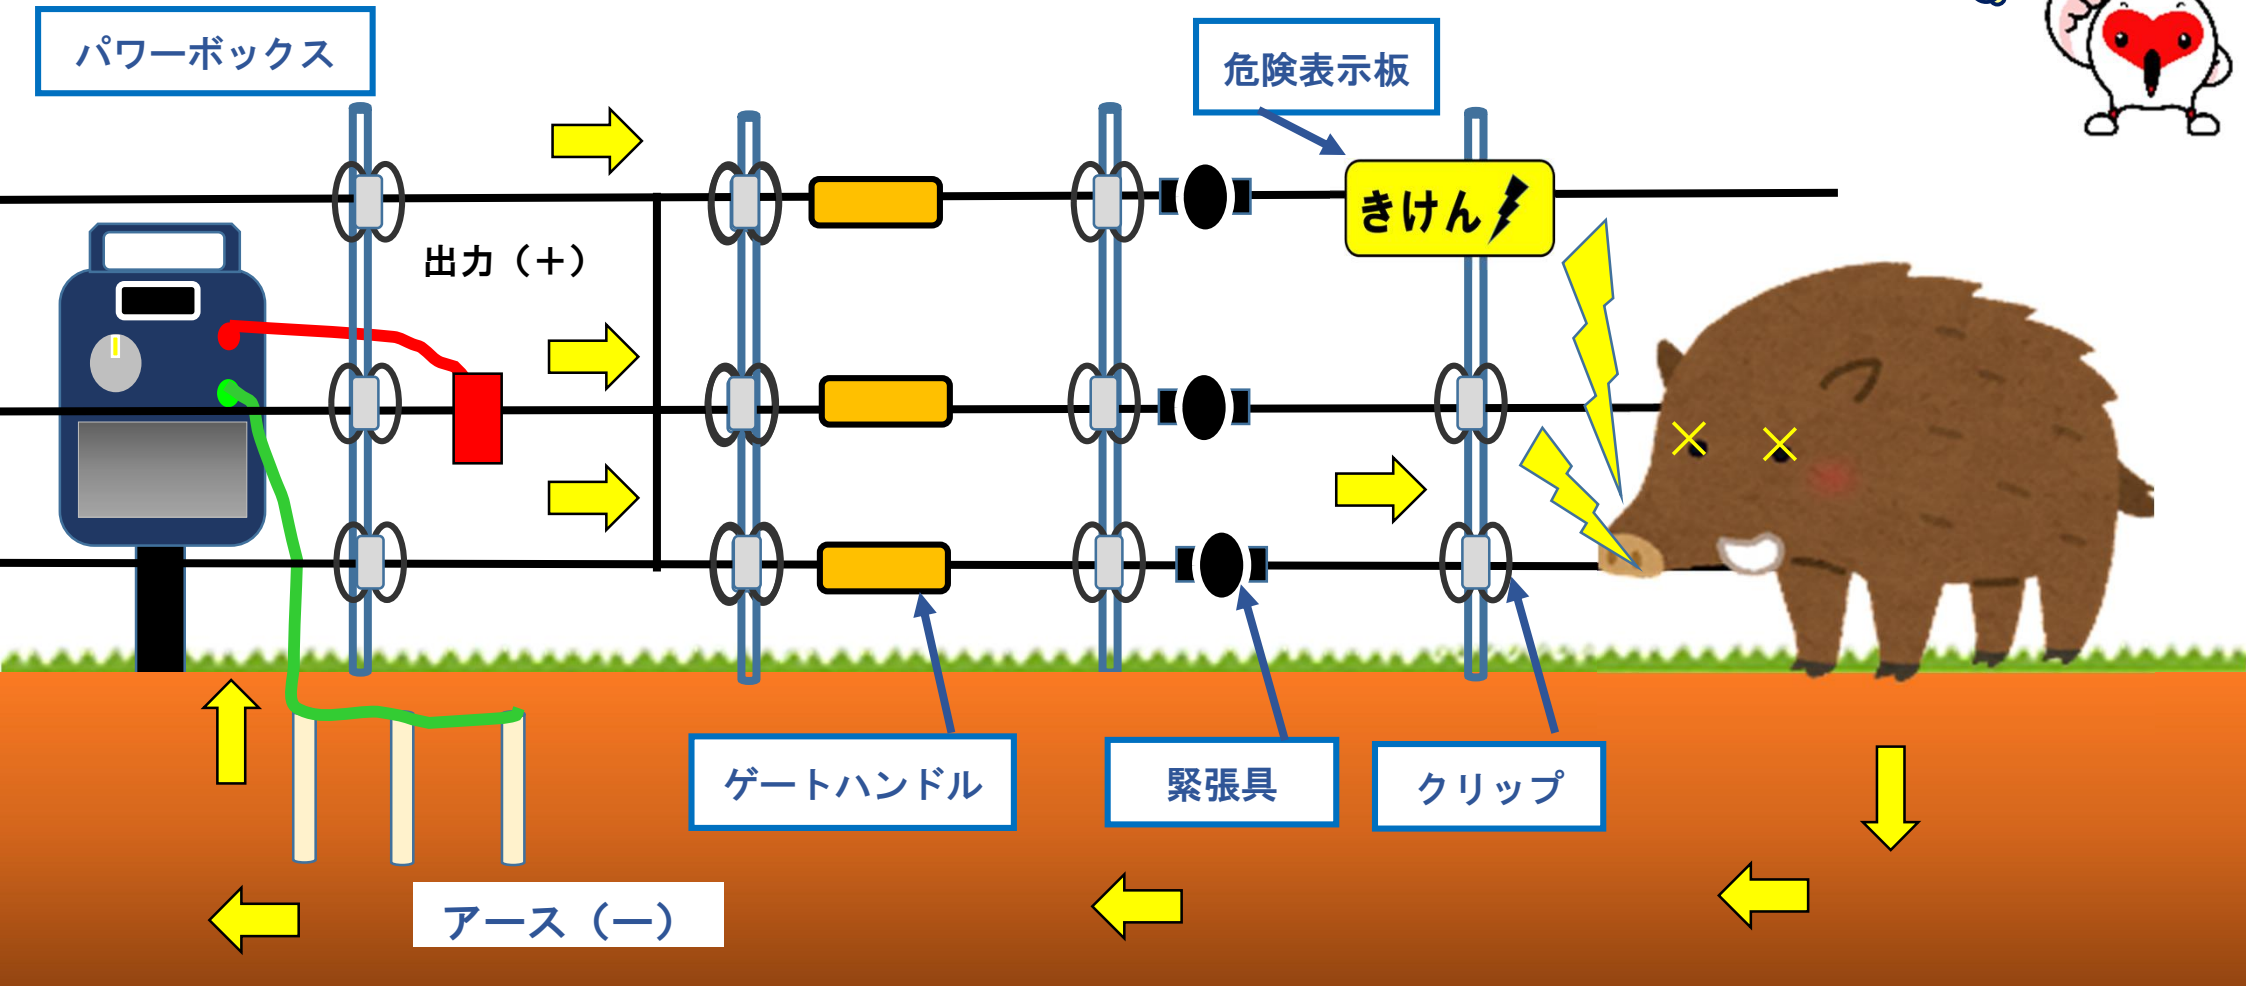 パワーボックス
危険表示板
きけん
出力（＋）
ゲートハンドル
緊張具
クリップ
アース（―）